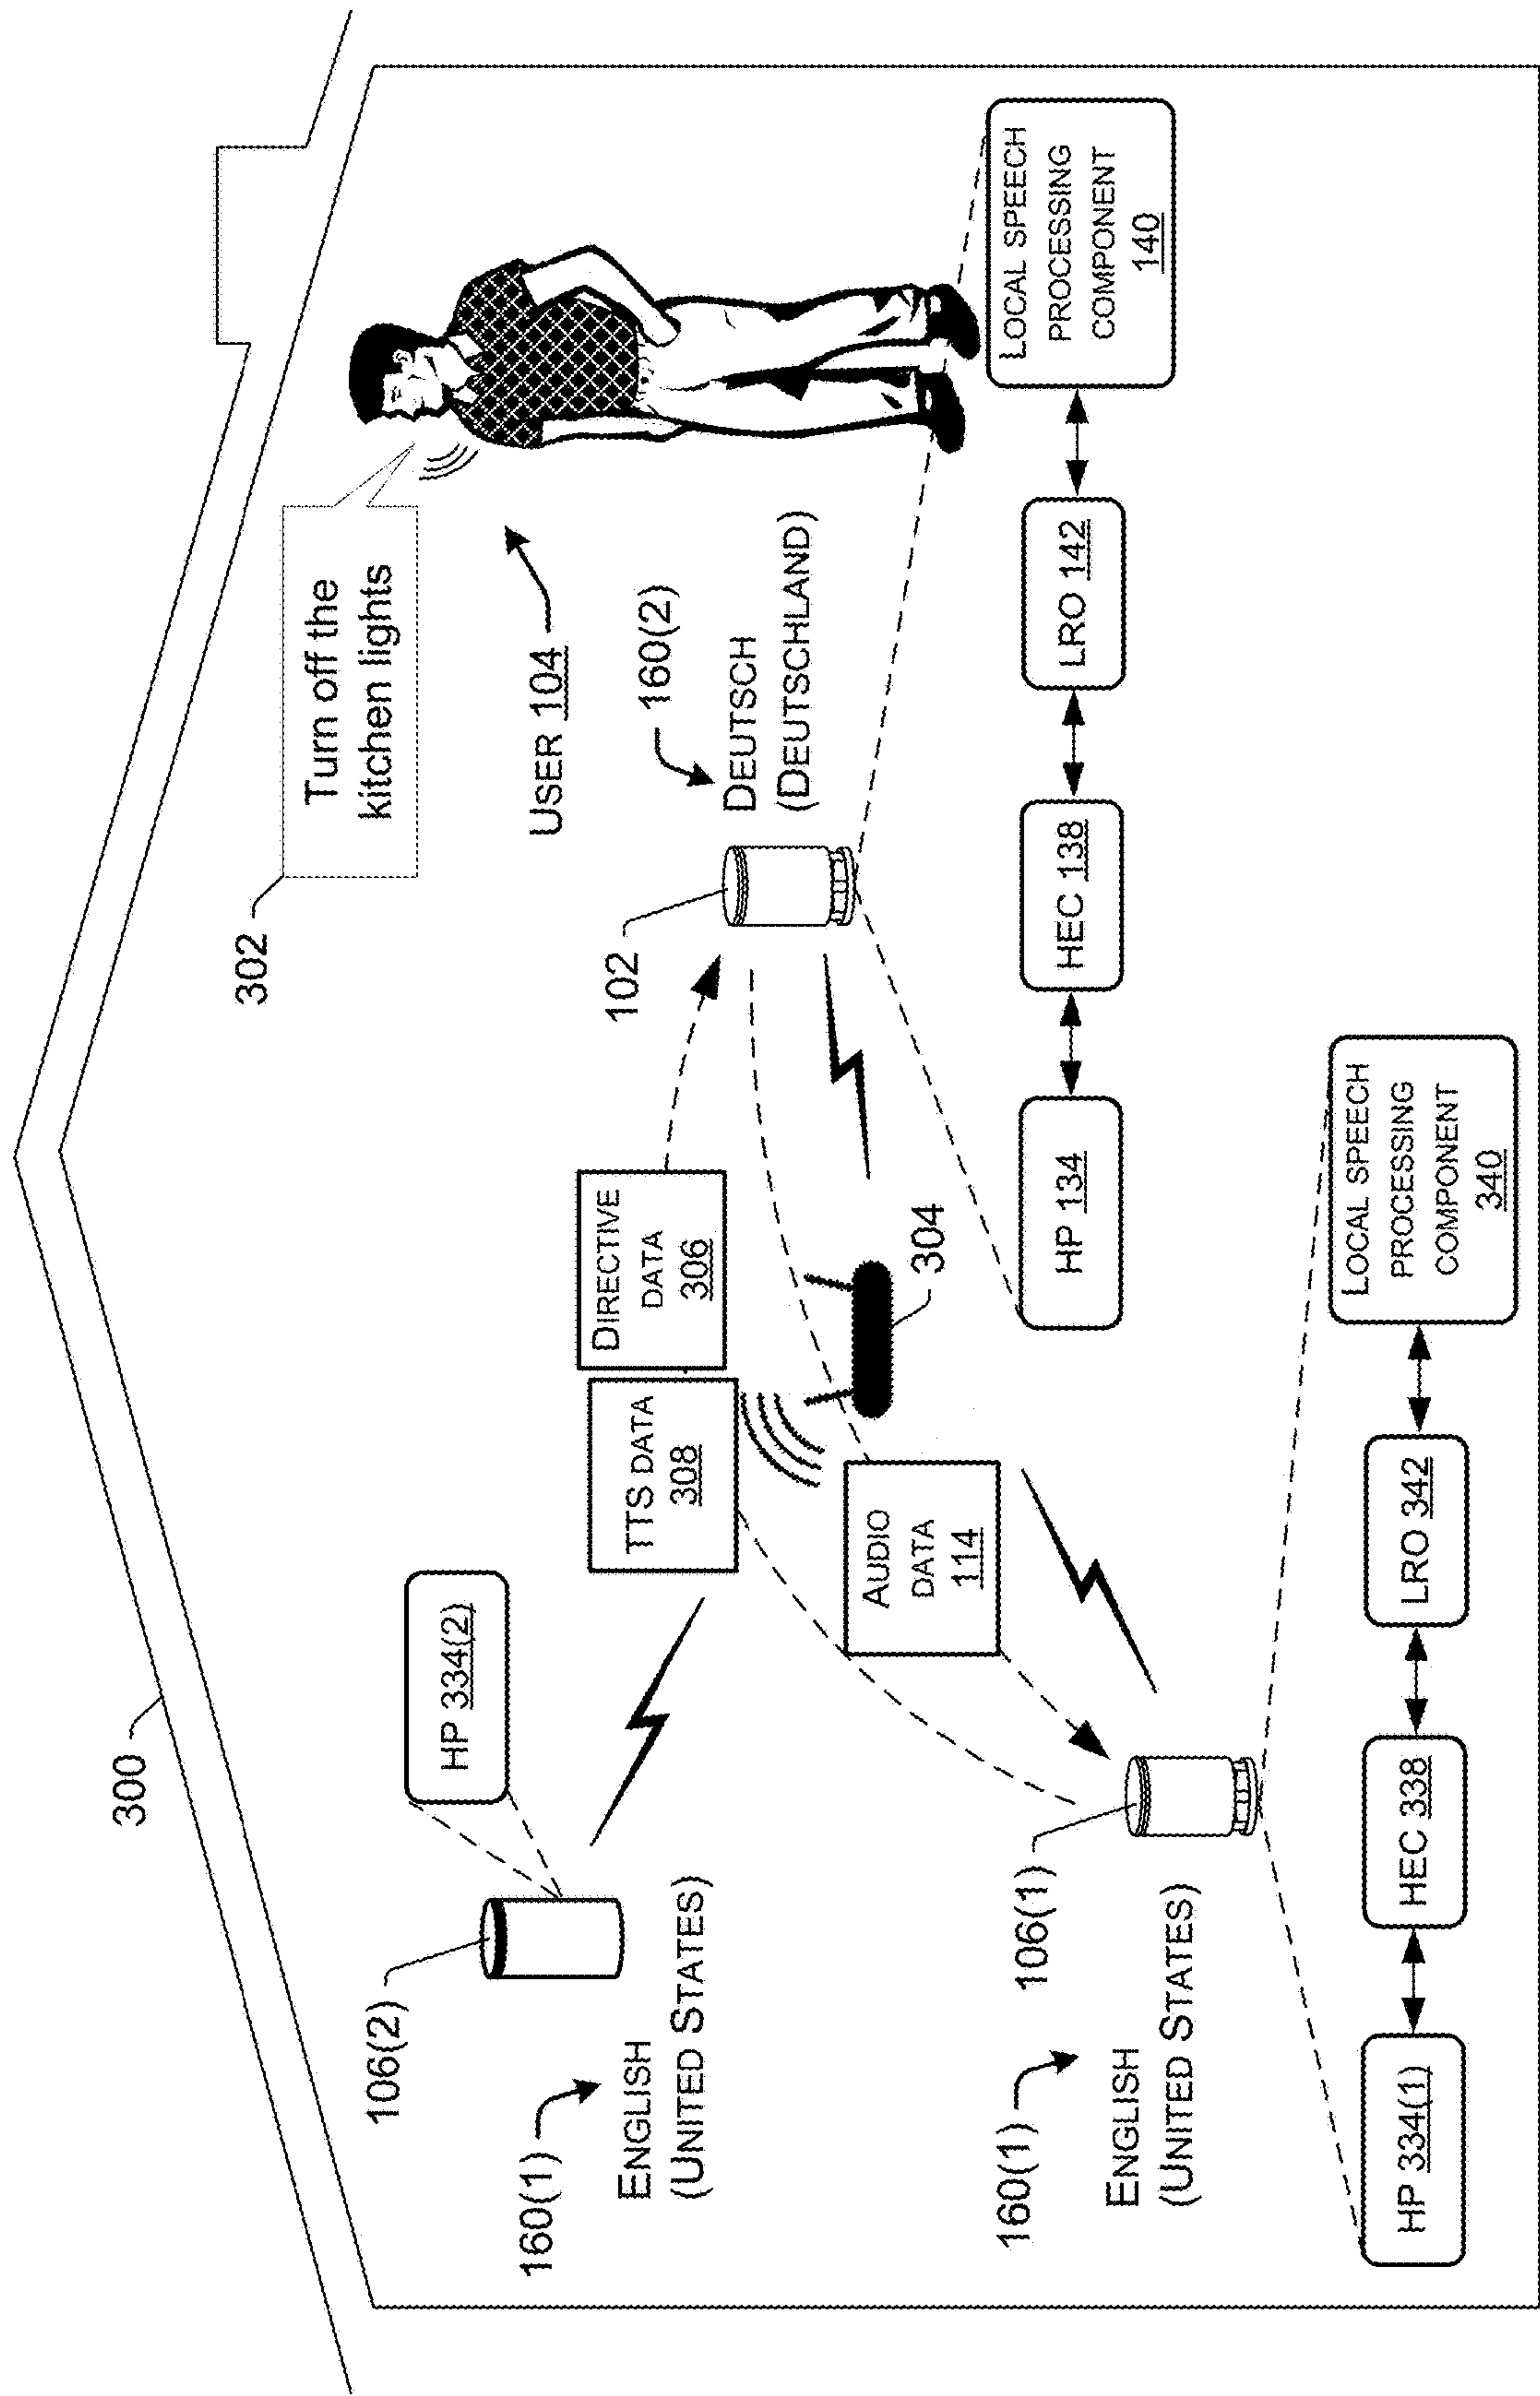 300
302
Turn off the
kitchen lights
USER 104
106(2)
HP 334(2)
160(1)
ENGLISH
(UNITED STATES)
TTS DATA
308
DIRECTIVE
DATA
306
102
160(2)
DEUTSCH
(DEUTSCHLAND)
AUDIO
DATA
114
304
106(1)
160(1)
ENGLISH
(UNITED STATES)
HP 134
HEC 138
LRO 142
LOCAL SPEECH
PROCESSING
COMPONENT
140
HP 334(1)
HEC 338
LRO 342
LOCAL SPEECH
PROCESSING
COMPONENT
340